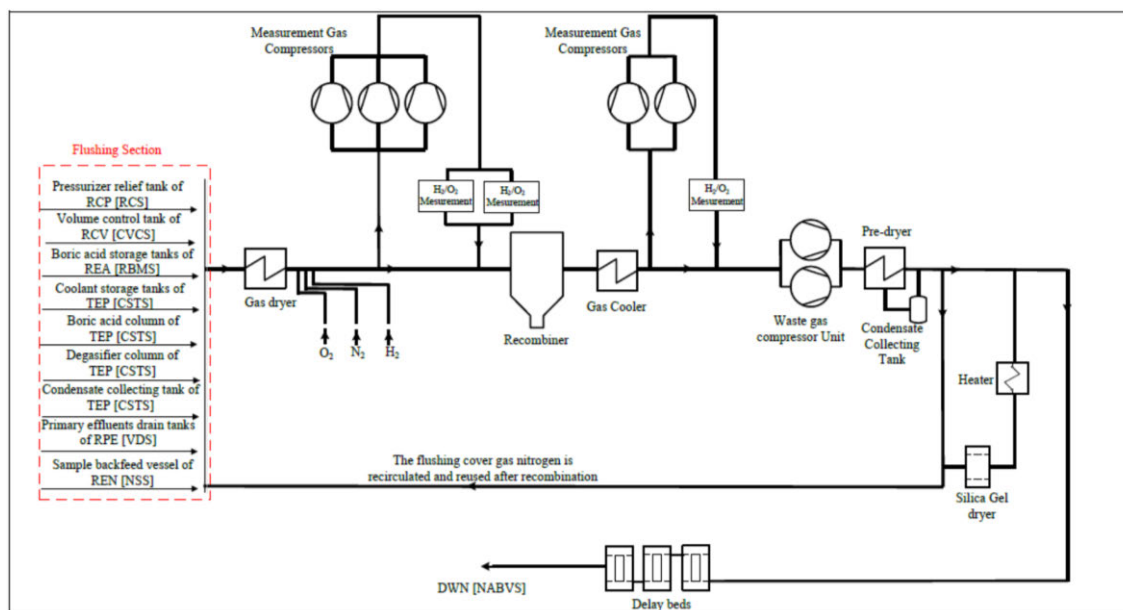 Measurement Gas
Compressors
Measurement Gas
Compressors
Flushing Section
Pressurizer relief tank of
RCP [RCS]
Volume control tank of
RCV [CVCS]
Boric acid storage tanks of
REA [RBMS]
Coolant storage tanks of
TEP [CSTS]
Boric acid column of
TEP [CSTS]
Degasifier column of
TEP [CSTS]
Condensate collecting tank of
TEP [CSTS]
Primary effluents drain tanks
of RPE [VDS]
Sample backfeed vessel of
REN [NSS]
H₂/O₂
Mesurement
H₂/O₂
Mesurement
H₂/O₂
Mesurement
Gas dryer
O₂
N₂
H₂
Recombiner
Gas Cooler
Waste gas
compressor Unit
Pre-dryer
Condensate
Collecting
Tank
Heater
Silica Gel
dryer
The flushing cover gas nitrogen is
recirculated and reused after recombination
DWN [NABVS]
Delay beds